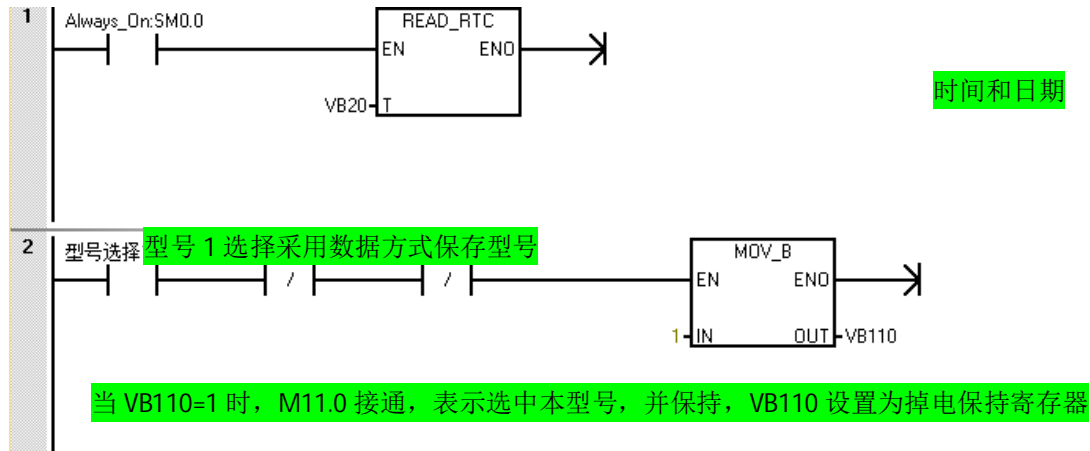 1
Always_On:SM0.0
READ_RTC
EN ENO
VB20 T
时间和日期
2
型号选择
型号 1 选择采用数据方式保存型号
MOV_B
EN ENO
1 IN OUT VB110
当 VB110=1 时，M11.0 接通，表示选中本型号，并保持，VB110 设置为掉电保持寄存器